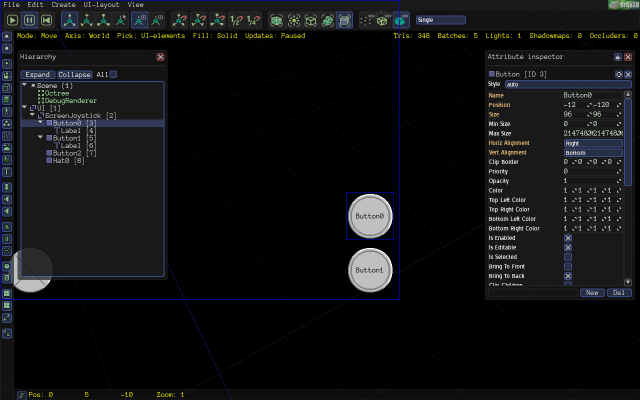 File Edit Create UI-layout View
Single
Mode: Move Axis: World Pick: UI-elements Fill: Solid Updates: Paused
Tris: 348 Batches: 5 Lights: 1 Shadowmaps: 0 Occluders: 0
Hierarchy
Expand Collapse All
Scene (1)
Octree
DebugRenderer
UI [1]
ScreenJoystick [2]
Button0 [3]
Label [4]
Button1 [5]
Label [6]
Button2 [7]
Hat0 [8]
Button0
Button1
Attribute inspector
Button [ID 3]
Style auto
Name Button0
Position -12 -120
Size 96 96
Min Size 0 0
Max Size
Horiz Alignment Right
Vert Alignment Bottom
Clip Border 0 0 0 0
Priority 0
Opacity 1
Color 1 1 1 1
Top Left Color 1 1 1 1
Top Right Color 1 1 1 1
Bottom Left Color 1 1 1 1
Bottom Right Color 1 1 1 1
Is Enabled
Is Editable
Is Selected
Bring To Front
Bring To Back
Clip Children
New Del
Pos: 0 5 -10 Zoom: 1